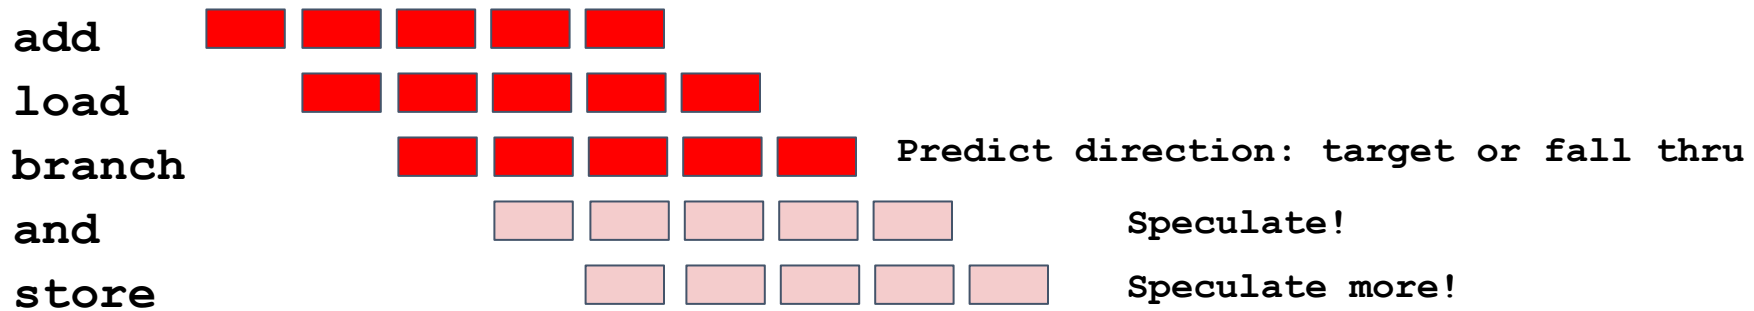 add
load
branch Predict direction: target or fall thru
and Speculate!
store Speculate more!